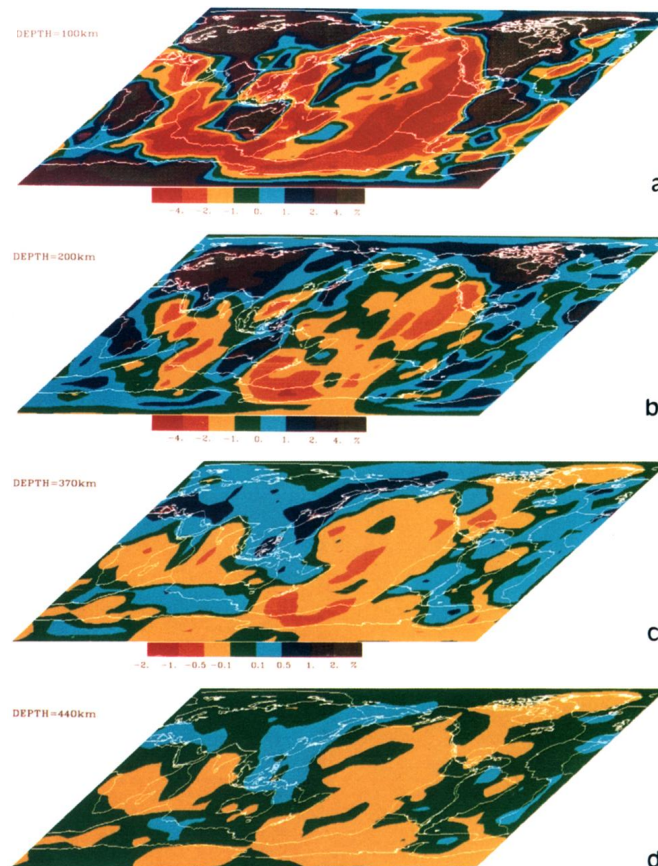 DEPTH=100km
a
-4. -2. -1. 0. 1. 2. 4. %
DEPTH=200km
b
-4. -2. -1. 0. 1. 2. 4. %
DEPTH=370km
c
-2. -1. -0.5 -0.1 0.1 0.5 1. 2. %
DEPTH=440km
d